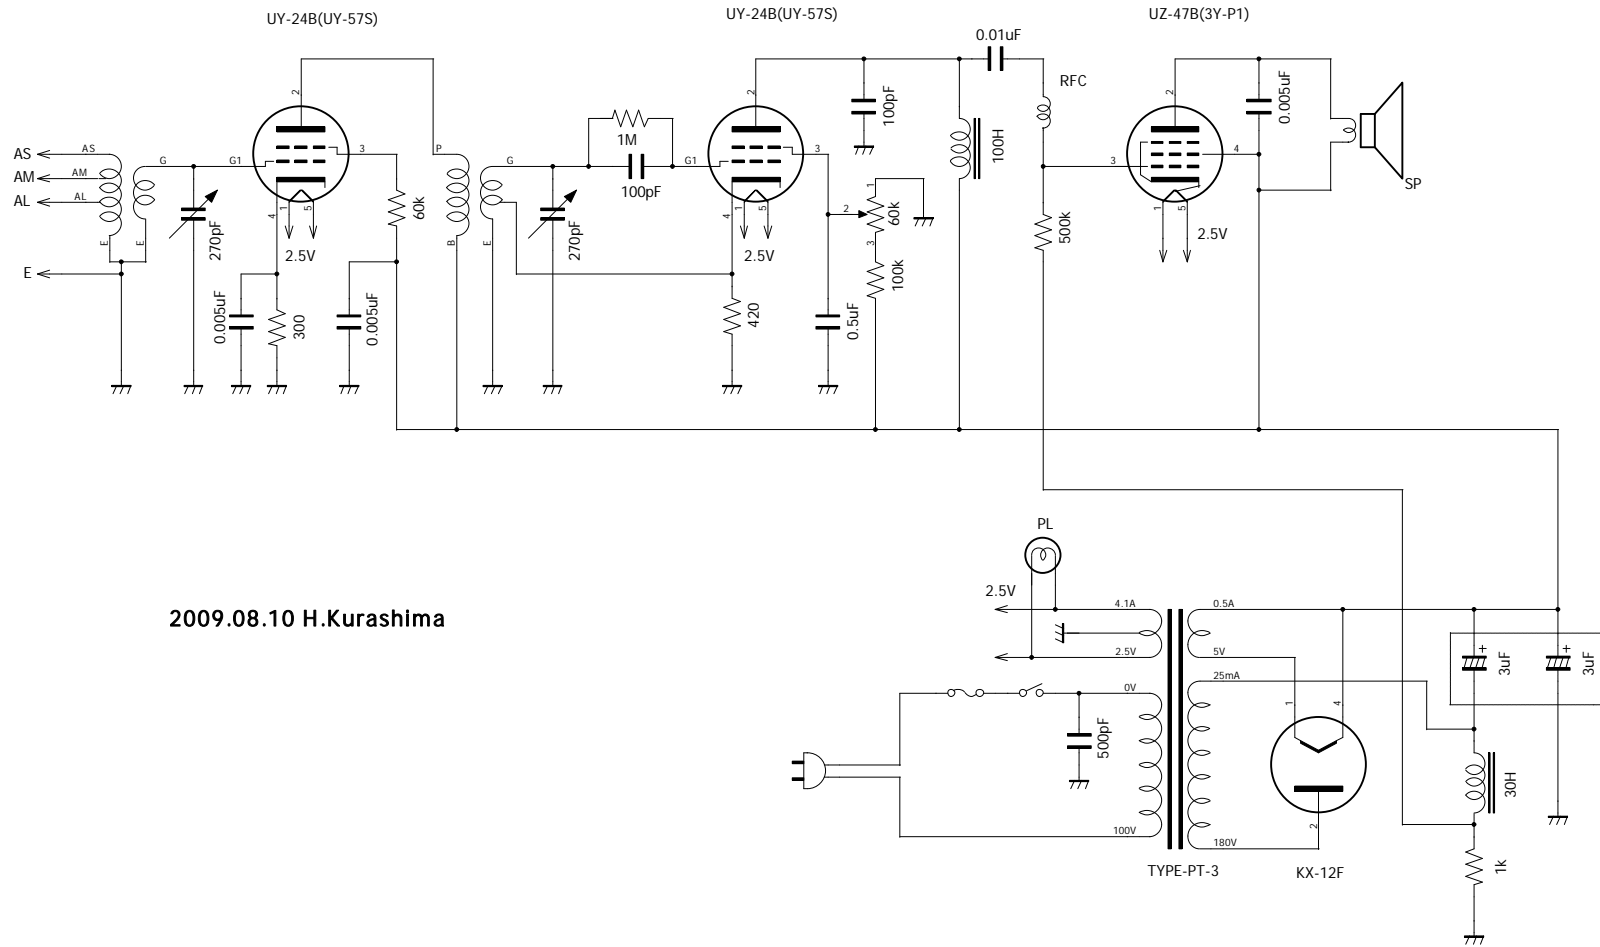 UY-24B(UY-57S)
UY-24B(UY-57S)
UZ-47B(3Y-P1)
0.01uF
RFC
2
2
2
0.005uF
100pF
1M
100pF
100H
AS
AS
AM
AM
AL
AL
E
E
E
G
G1
3
P
G
G1
3
3
4
SP
270pF
4
1
5
2.5V
60k
B
E
270pF
4
1
5
2.5V
1
2
60k
3
100k
500k
1
5
2.5V
0.005uF
300
0.005uF
420
0.5uF
PL
2.5V
4.1A
0.5A
2.5V
5V
+
3uF
+
3uF
2009.08.10 H.Kurashima
0V
25mA
500pF
1
4
100V
180V
2
30H
TYPE-PT-3
KX-12F
1k